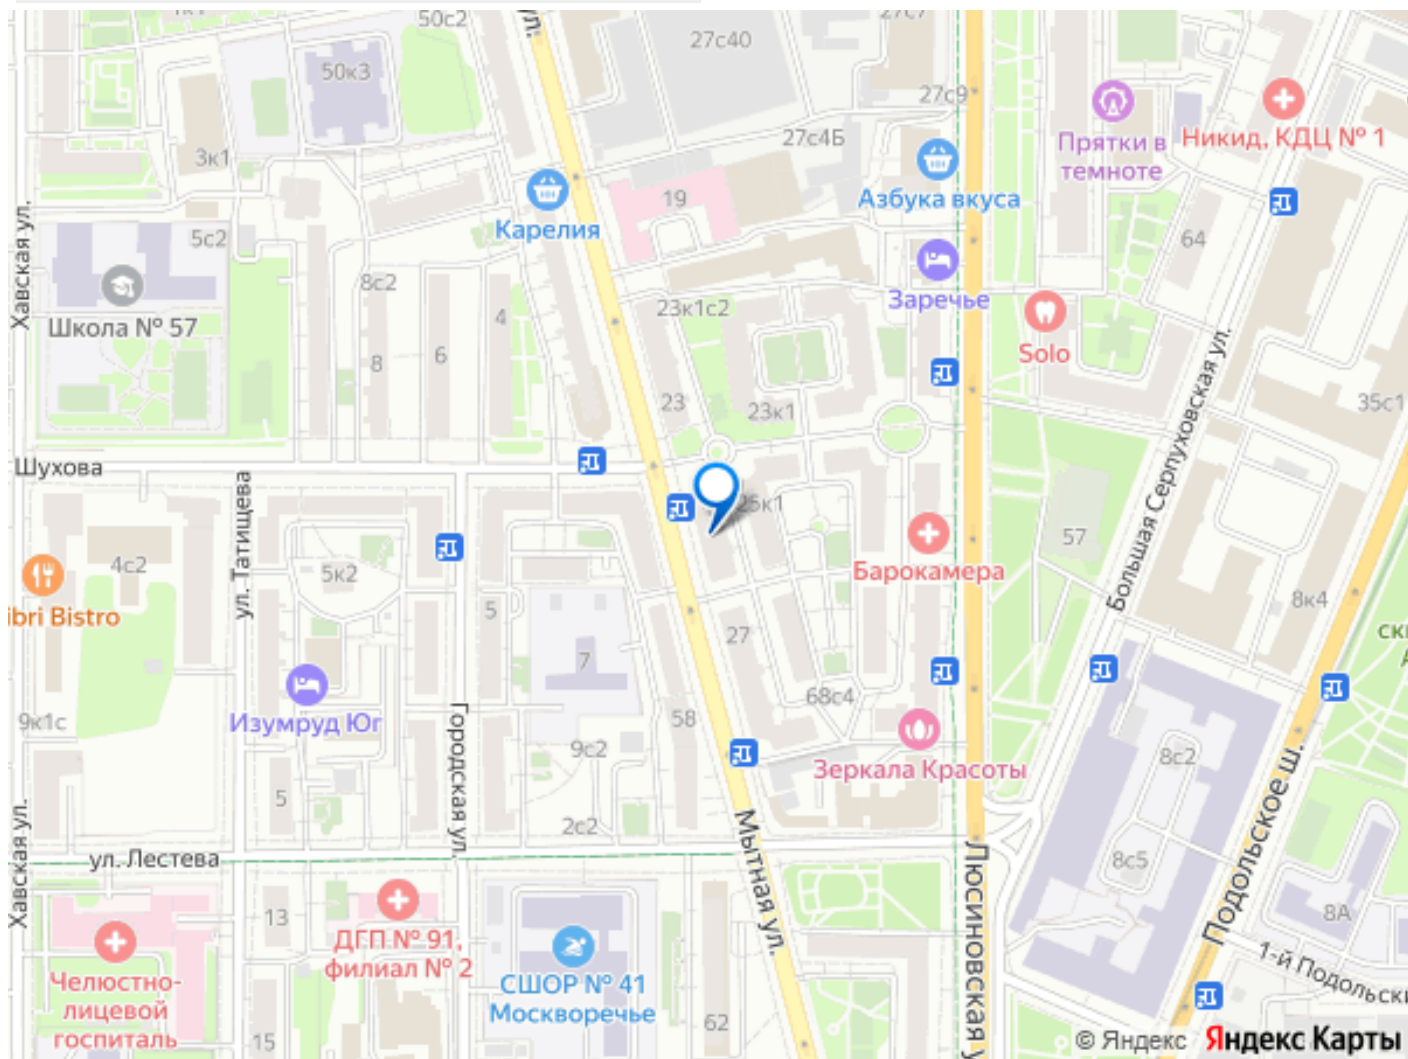 50с2
ул.
27с40
27с7
50к3
27с9
27с4Б
Прятки в
темноте
Никид, КДЦ № 1
3к1
Карелия
19
Азбука вкуса
Хавская ул.
5с2
64
Школа № 57
8с2
23к1с2
4
Заречье
Solo
8
6
23
23к1
35с1
Шухова
ул. Татищева
25к1
57
Большая Серпуховская ул.
4с2
5к2
ibri Bistro
5
Барокамера
8к4
ск
7
27
68с4
Изумруд Юг
9к1с
Городская ул.
58
9с2
Зеркала Красоты
8с2
Подольское ш.
5
2с2
Мытная ул.
Хавская ул.
ул. Лестева
Люсиновская у
8с5
8А
13
ДГП № 91,
филиал № 2
1-й Подольски
Челюстно-
лицевой
госпиталь
СШОР № 41
Москворечье
15
62
© Яндекс Яндекс Карты